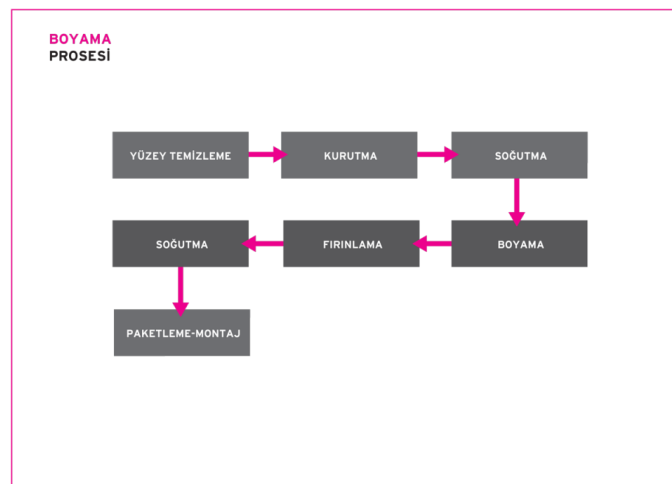 BOYAMA
PROSESİ
YÜZEY TEMİZLEME
KURUTMA
SOĞUTMA
BOYAMA
FIRINLAMA
SOĞUTMA
PAKETLEME-MONTAJ